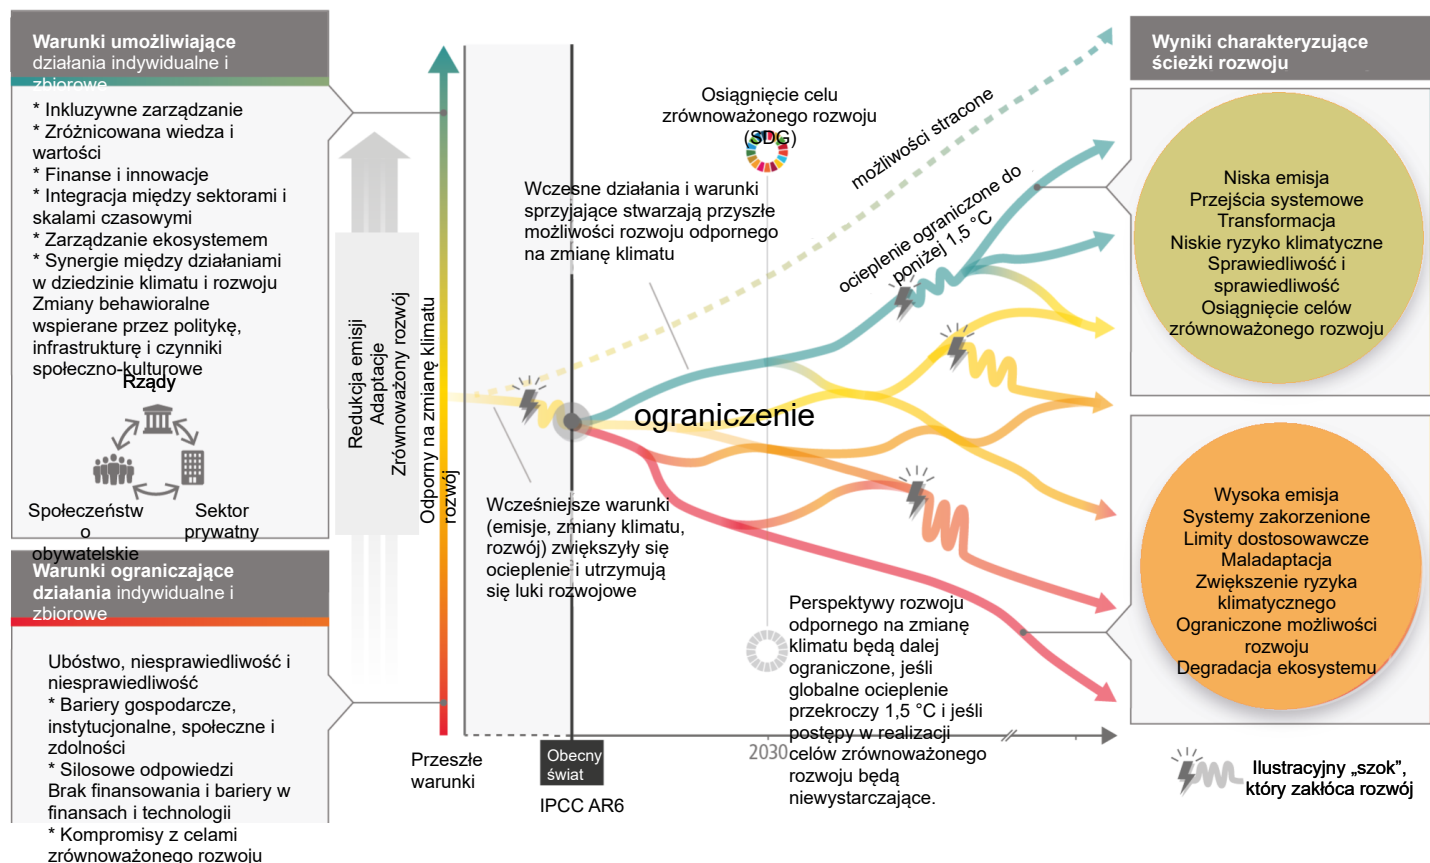 Warunki umożliwiające
działania indywidualne i
zbiorowe
* Inkluzywne zarządzanie
* Zróżnicowana wiedza i
wartości
* Finanse i innowacje
* Integracja między sektorami i
skalami czasowymi
* Zarządzanie ekosystemem
* Synergie między działaniami
w dziedzinie klimatu i rozwoju
Zmiany behawioralne
wspierane przez politykę,
infrastrukturę i czynniki
społeczno-kulturowe
Rządy
Społeczeństw
o
obywatelskie
Sektor
prywatny
Warunki ograniczające
działania indywidualne i
zbiorowe
Ubóstwo, niesprawiedliwość i
niesprawiedliwość
* Bariery gospodarcze,
instytucjonalne, społeczne i
zdolności
* Silosowe odpowiedzi
Brak finansowania i bariery w
finansach i technologii
* Kompromisy z celami
zrównoważonego rozwoju
Redukcja emisji
Adaptacje
Zrównoważony rozwój
Odporny na zmianę klimatu
rozwój
Przeszłe
warunki
Obecny
świat
IPCC AR6
2030
Osiągnięcie celu
zrównoważonego rozwoju
(SDG)
możliwości stracone
Wczesne działania i warunki
sprzyjające stwarzają przyszłe
możliwości rozwoju odpornego
na zmianę klimatu
ocieplenie ograniczone do
poniżej 1,5 °C
ograniczenie
Wcześniejsze warunki
(emisje, zmiany klimatu,
rozwój) zwiększyły się
ocieplenie i utrzymują
się luki rozwojowe
Perspektywy rozwoju
odpornego na zmianę
klimatu będą dalej
ograniczone, jeśli
globalne ocieplenie
przekroczy 1,5 °C i jeśli
postępy w realizacji
celów zrównoważonego
rozwoju będą
niewystarczające.
Wyniki charakteryzujące
ścieżki rozwoju
Niska emisja
Przejścia systemowe
Transformacja
Niskie ryzyko klimatyczne
Sprawiedliwość i
sprawiedliwość
Osiągnięcie celów
zrównoważonego rozwoju
Wysoka emisja
Systemy zakorzenione
Limity dostosowawcze
Maladaptacja
Zwiększenie ryzyka
klimatycznego
Ograniczone możliwości
rozwoju
Degradacja ekosystemu
Ilustracyjny „szok”,
który zakłóca rozwój